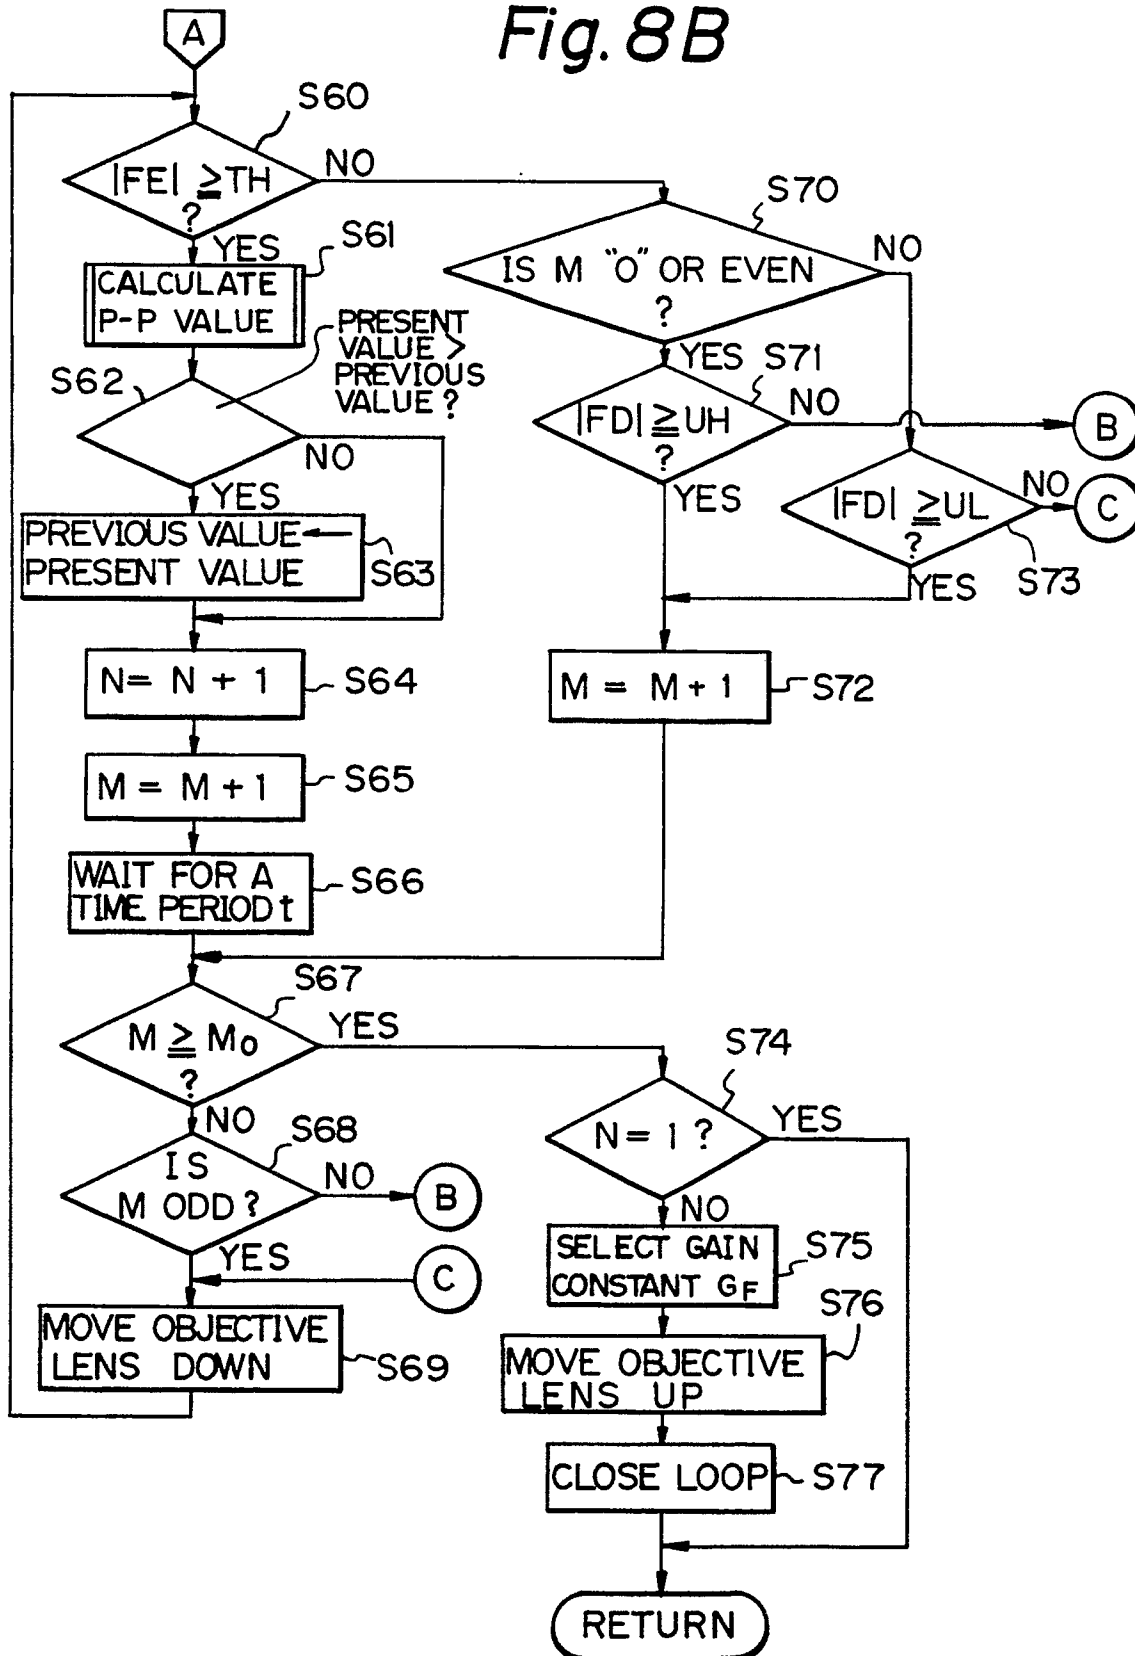 Fig. 8B
A
S60
|FE| ≧ TH
?
NO
YES
S61
CALCULATE
P-P VALUE
PRESENT
VALUE >
PREVIOUS
VALUE ?
S62
NO
YES
PREVIOUS VALUE ←
PRESENT VALUE
S63
N = N + 1
S64
M = M + 1
S65
WAIT FOR A
TIME PERIOD t
S66
S67
M ≧ Mo
?
YES
NO
S68
IS
M ODD ?
NO
B
YES
C
MOVE OBJECTIVE
LENS DOWN
S69
S70
IS M "0" OR EVEN
?
NO
YES
S71
|FD| ≧ UH
?
NO
B
YES
|FD| ≧ UL
?
NO
C
S73
YES
M = M + 1
S72
S74
N = 1 ?
YES
NO
SELECT GAIN
CONSTANT GF
S75
S76
MOVE OBJECTIVE
LENS UP
CLOSE LOOP
S77
RETURN